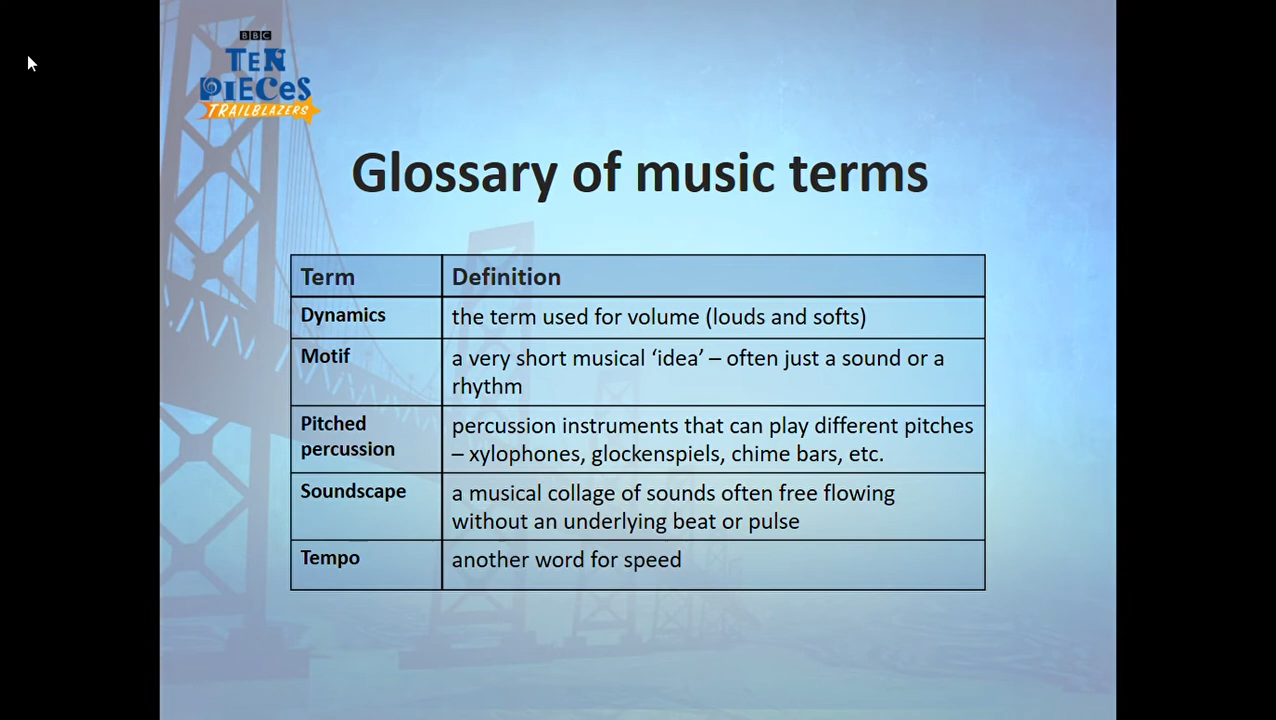 BBC
TEN
PIECES
TRAILBLAZERS
Glossary of music terms
Term Definition
Dynamics the term used for volume (louds and softs)
Motif a very short musical ‘idea’ – often just a sound or a
rhythm
Pitched percussion instruments that can play different pitches
percussion – xylophones, glockenspiels, chime bars, etc.
Soundscape a musical collage of sounds often free flowing
without an underlying beat or pulse
Tempo another word for speed